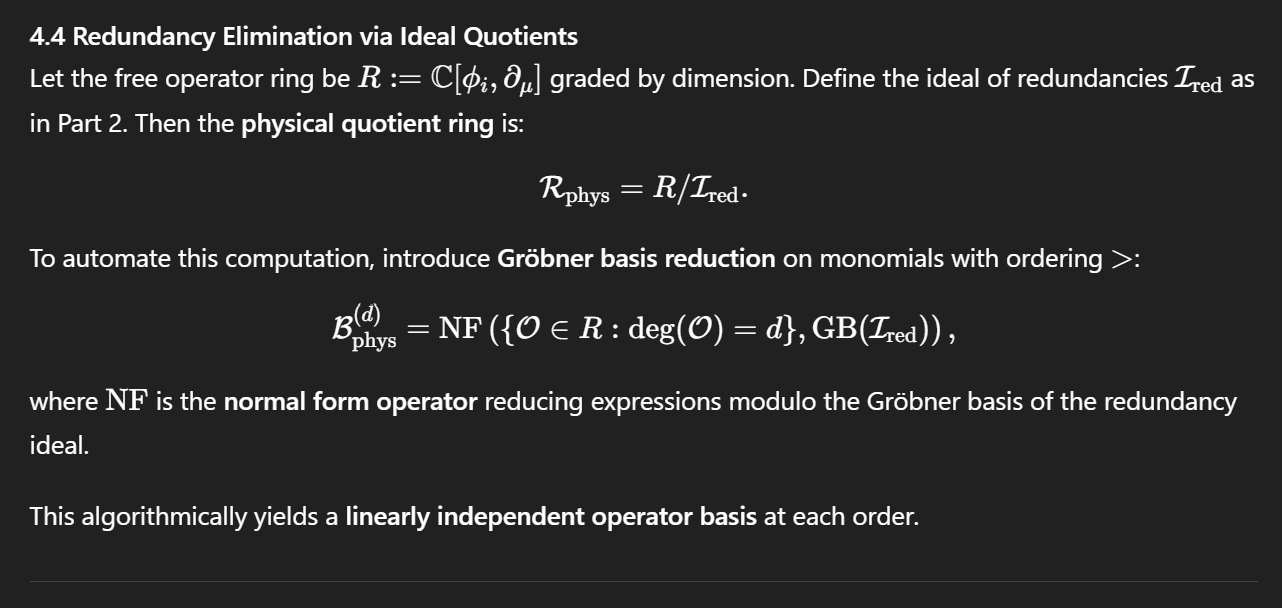 4.4 Redundancy Elimination via Ideal Quotients
Let the free operator ring be R := ℂ[ϕᵢ, ∂_μ] graded by dimension. Define the ideal of redundancies 𝓘_red as
in Part 2. Then the physical quotient ring is:
𝓡_phys = R/𝓘_red.
To automate this computation, introduce Gröbner basis reduction on monomials with ordering >:
𝓑_phys^(d) = NF ({𝒪 ∈ R : deg(𝒪) = d}, GB(𝓘_red)),
where NF is the normal form operator reducing expressions modulo the Gröbner basis of the redundancy
ideal.
This algorithmically yields a linearly independent operator basis at each order.